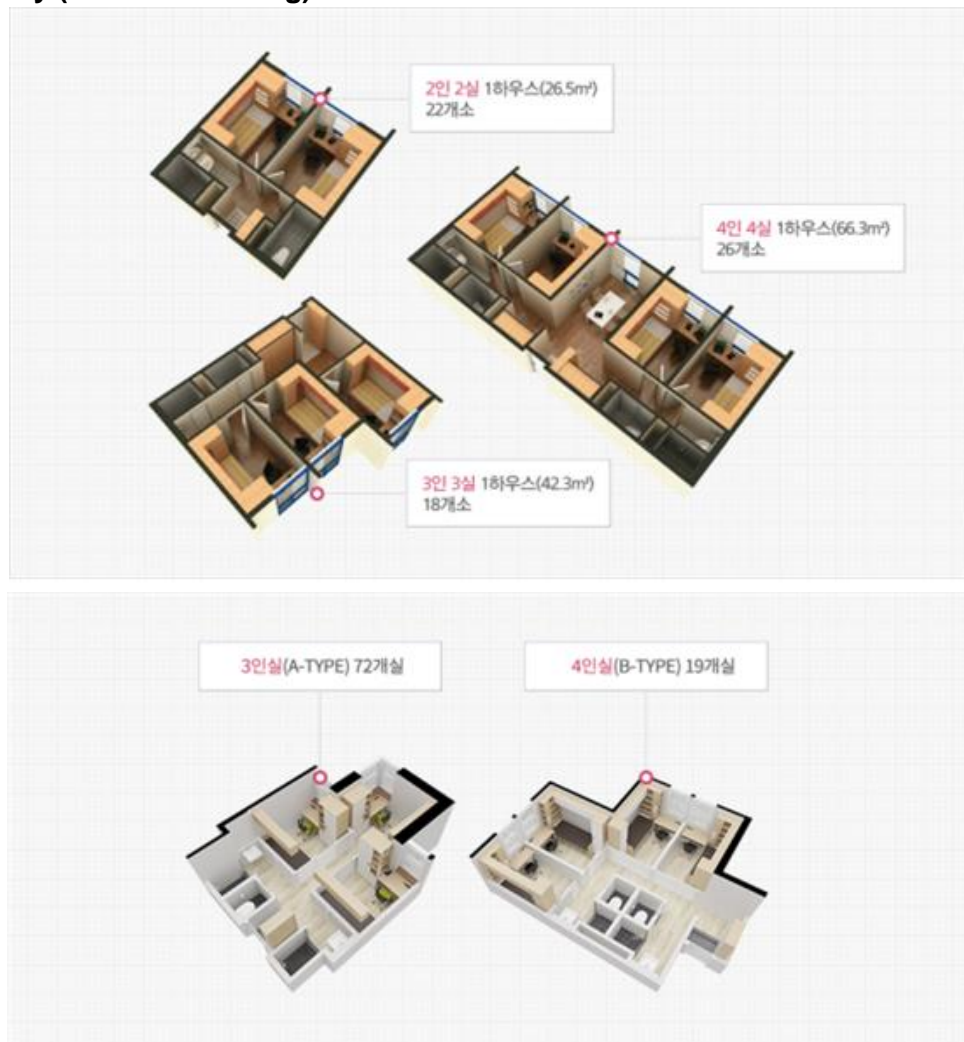 2인 2실 1하우스(26.5m²)
22개소
4인 4실 1하우스(66.3m²)
26개소
3인 3실 1하우스(42.3m²)
18개소
3인실(A-TYPE) 72개실
4인실(B-TYPE) 19개실